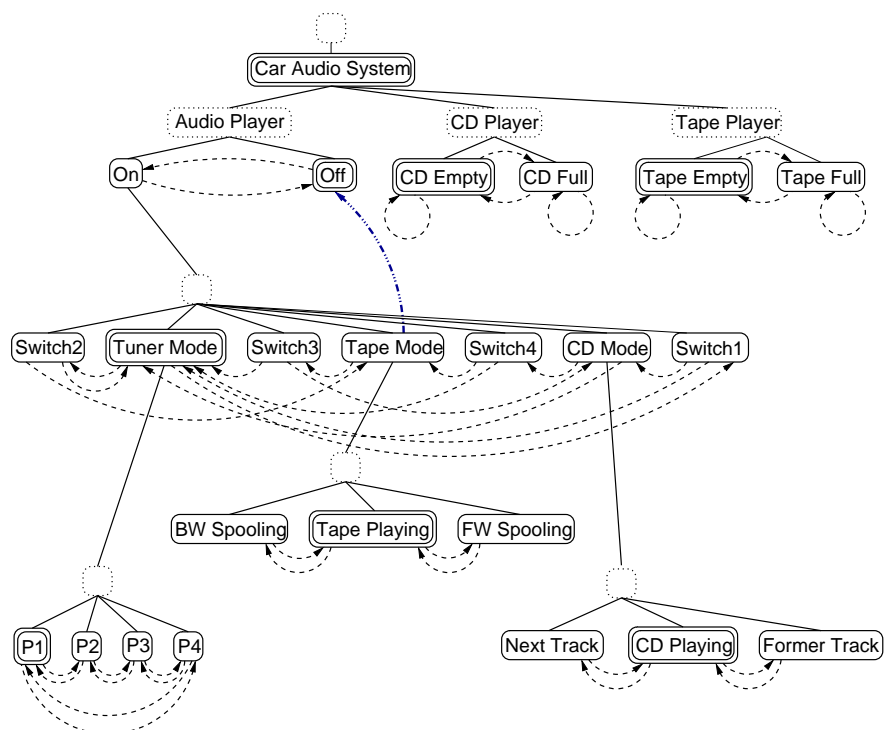 Car Audio System
Audio Player
CD Player
Tape Player
On
Off
CD Empty
CD Full
Tape Empty
Tape Full
Switch2
Tuner Mode
Switch3
Tape Mode
Switch4
CD Mode
Switch1
BW Spooling
Tape Playing
FW Spooling
P1
P2
P3
P4
Next Track
CD Playing
Former Track